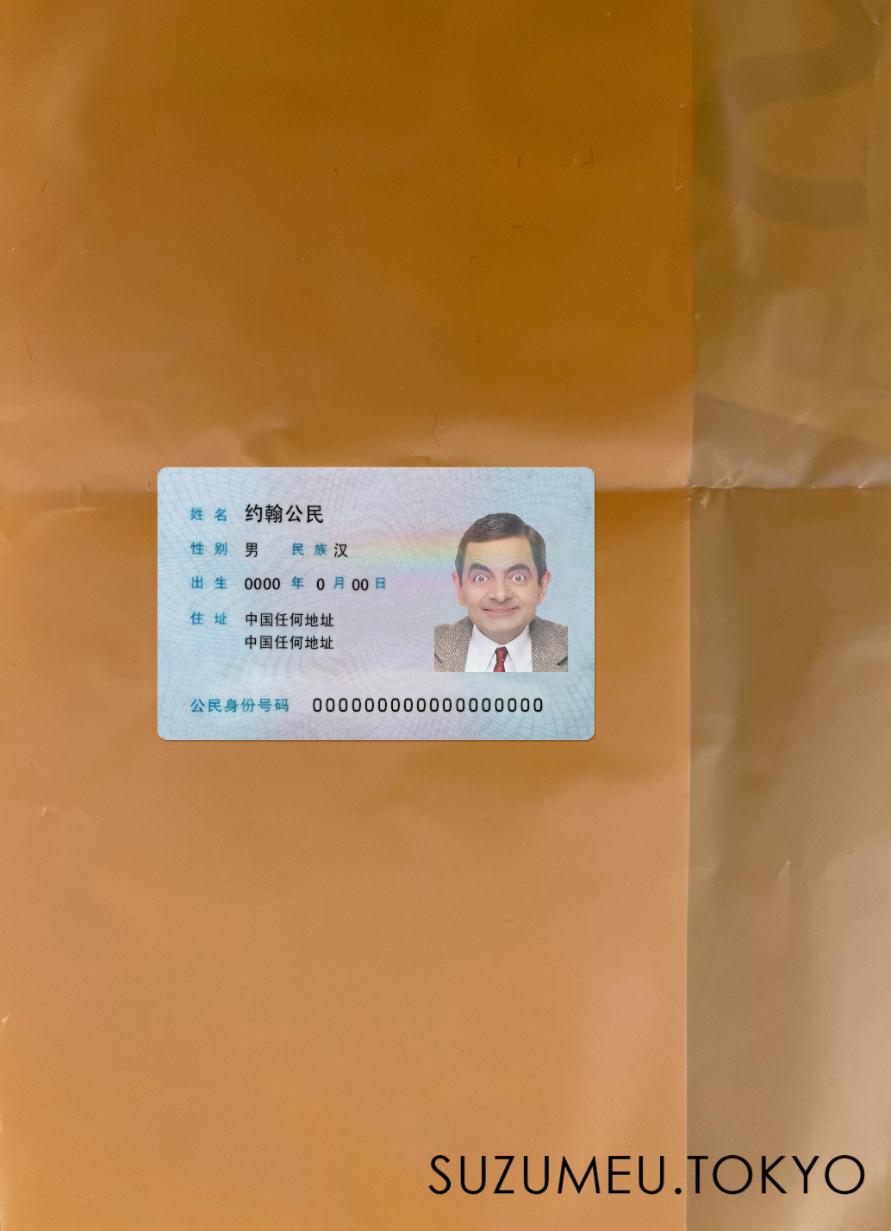 姓名 约翰公民
性别 男 民族 汉
出生 0000 年 0 月 00 日
住址 中国任何地址
中国任何地址
公民身份号码 000000000000000000
SUZUMEU.TOKYO